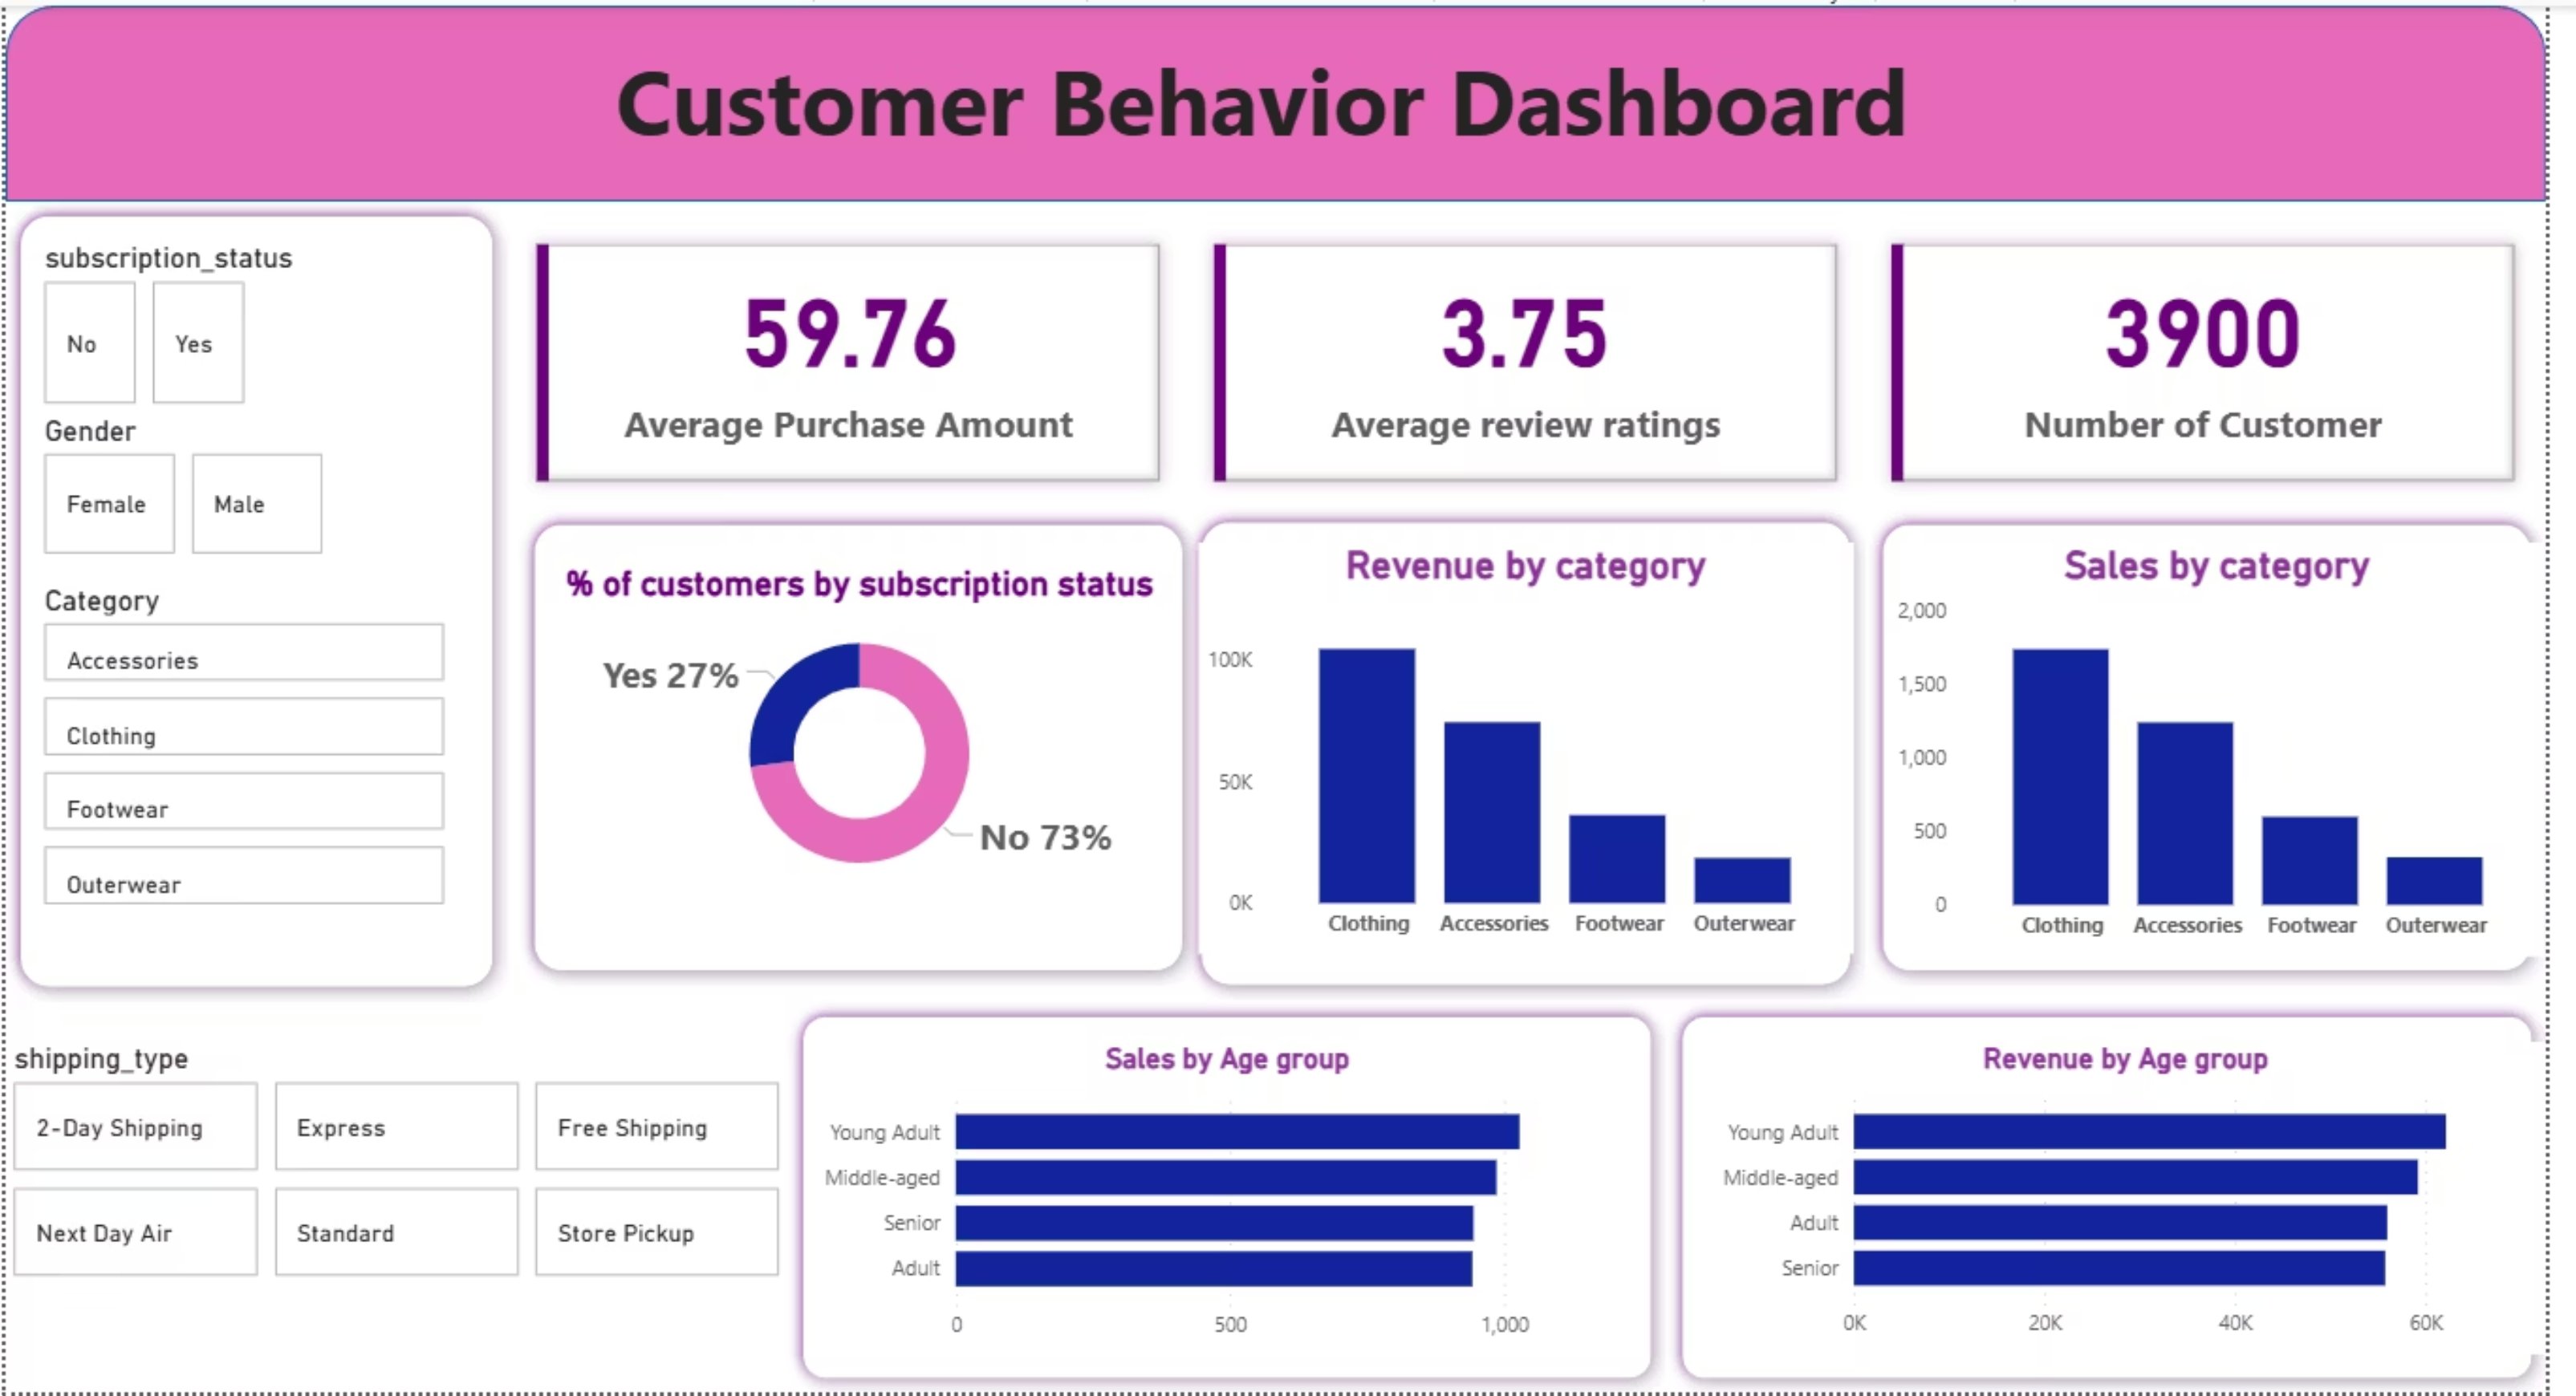 Customer Behavior Dashboard
subscription_status
No Yes
Gender
Female Male
Category
Accessories
Clothing
Footwear
Outerwear
59.76
Average Purchase Amount
3.75
Average review ratings
3900
Number of Customer
% of customers by subscription status
Yes 27%
No 73%
Revenue by category
100K
50K
0K
Clothing Accessories Footwear Outerwear
Sales by category
2,000
1,500
1,000
500
0
Clothing Accessories Footwear Outerwear
shipping_type
2-Day Shipping Express Free Shipping
Next Day Air Standard Store Pickup
Sales by Age group
Young Adult
Middle-aged
Senior
Adult
0 500 1,000
Revenue by Age group
Young Adult
Middle-aged
Adult
Senior
0K 20K 40K 60K